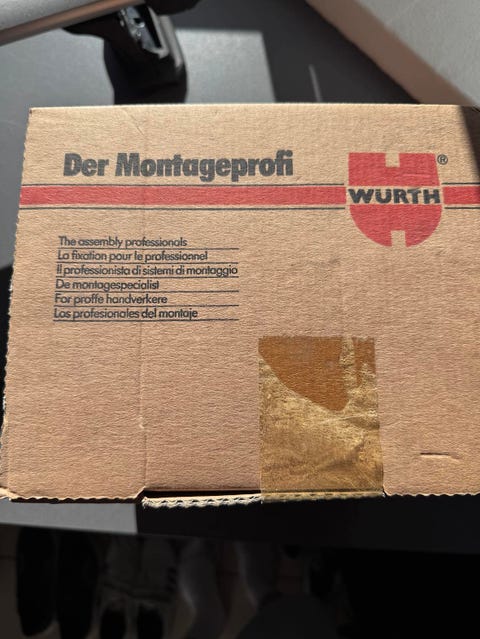 Der Montageprofi
WURTH®
The assembly professionals
La fixation pour le professionnel
Il professionista di sistemi di montaggio
De montagespecialist
For proffe handverkere
Los profesionales del montaje